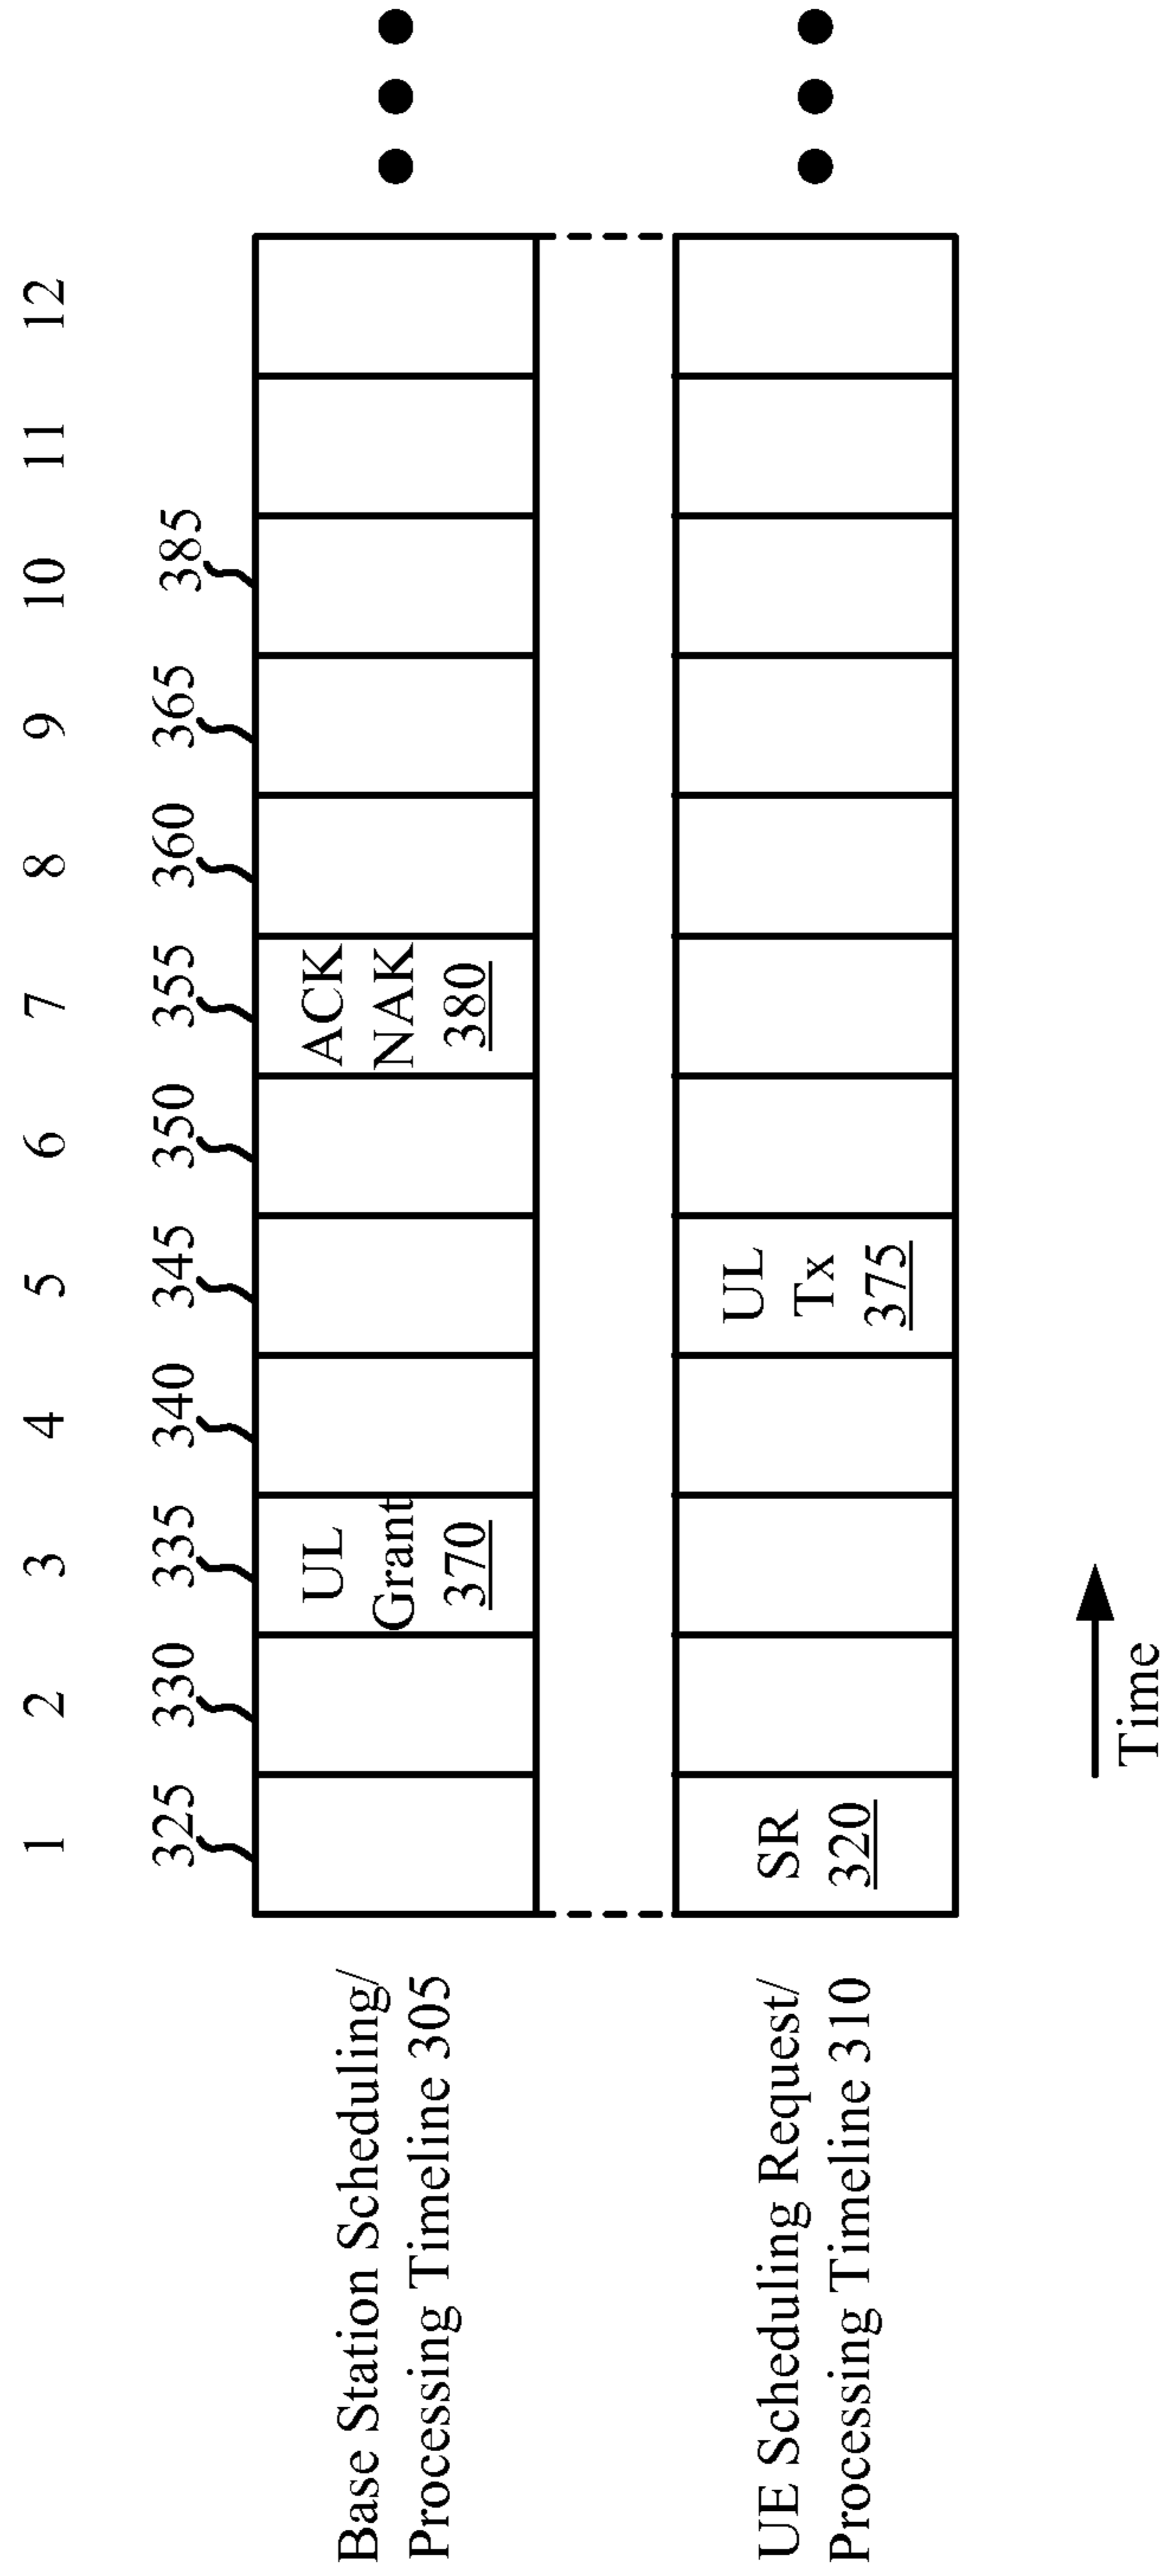 1 2 3 4 5 6 7 8 9 10 11 12
325 330 335 340 345 350 355 360 365 385
Base Station Scheduling/
Processing Timeline 305
UL
Grant
370
ACK
NAK
380
UE Scheduling Request/
Processing Timeline 310
SR
320
UL
Tx
375
Time